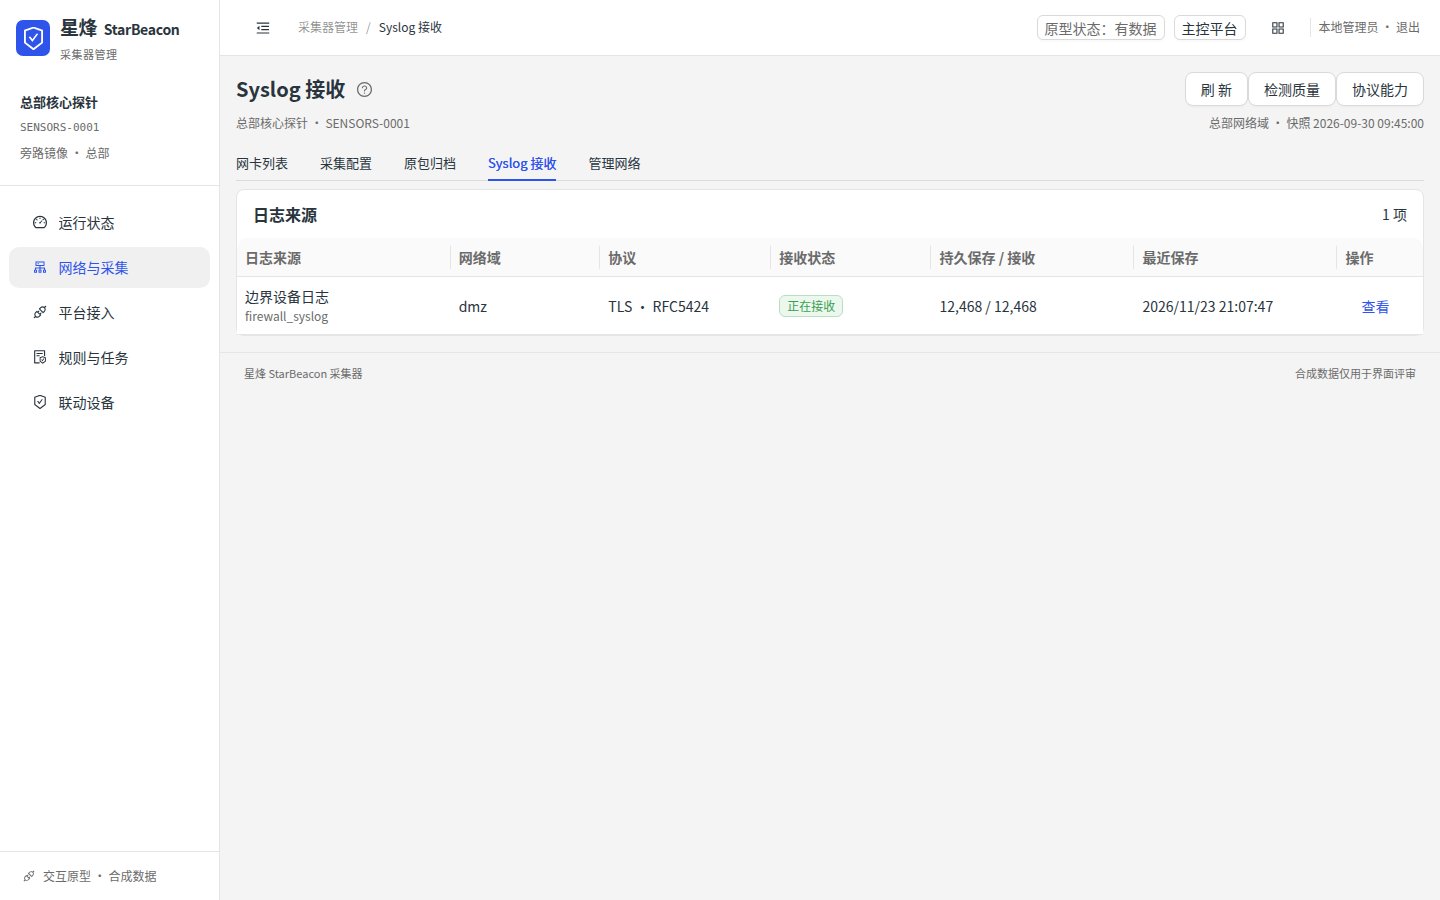 星烽 StarBeacon
采集器管理
总部核心探针
SENSORS-0001
旁路镜像 · 总部
运行状态
网络与采集
平台接入
规则与任务
联动设备
交互原型 · 合成数据
采集器管理 / Syslog 接收
原型状态：有数据
主控平台
本地管理员 · 退出
Syslog 接收
刷 新
检测质量
协议能力
总部核心探针 · SENSORS-0001
总部网络域 · 快照 2026-09-30 09:45:00
网卡列表 采集配置 原包归档 Syslog 接收 管理网络
日志来源
1 项
日志来源 网络域 协议 接收状态 持久保存 / 接收 最近保存 操作
边界设备日志
firewall_syslog
dmz
TLS · RFC5424
正在接收
12,468 / 12,468
2026/11/23 21:07:47
查看
星烽 StarBeacon 采集器
合成数据仅用于界面评审